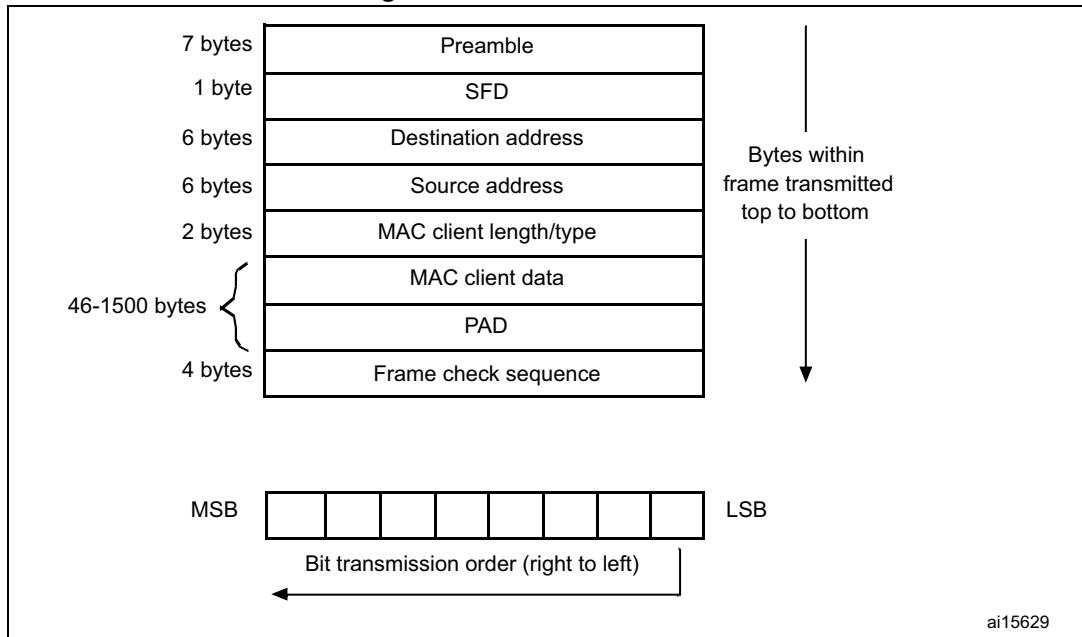 7 bytes Preamble
1 byte SFD
6 bytes Destination address
6 bytes Source address
2 bytes MAC client length/type
46-1500 bytes
MAC client data
PAD
4 bytes Frame check sequence
Bytes within
frame transmitted
top to bottom
MSB LSB
Bit transmission order (right to left)
ai15629